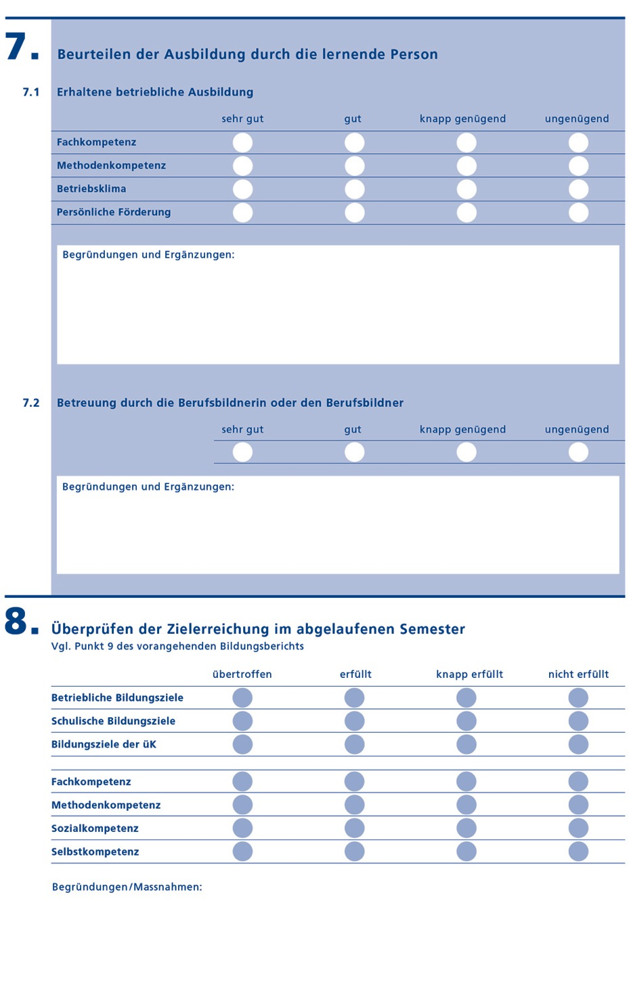 7. Beurteilen der Ausbildung durch die lernende Person
7.1 Erhaltene betriebliche Ausbildung
sehr gut gut knapp genügend ungenügend
Fachkompetenz
Methodenkompetenz
Betriebsklima
Persönliche Förderung
Begründungen und Ergänzungen:
7.2 Betreuung durch die Berufsbildnerin oder den Berufsbildner
sehr gut gut knapp genügend ungenügend
Begründungen und Ergänzungen:
8. Überprüfen der Zielerreichung im abgelaufenen Semester
Vgl. Punkt 9 des vorangehenden Bildungsberichts
übertroffen erfüllt knapp erfüllt nicht erfüllt
Betriebliche Bildungsziele
Schulische Bildungsziele
Bildungsziele der üK
Fachkompetenz
Methodenkompetenz
Sozialkompetenz
Selbstkompetenz
Begründungen/Massnahmen: